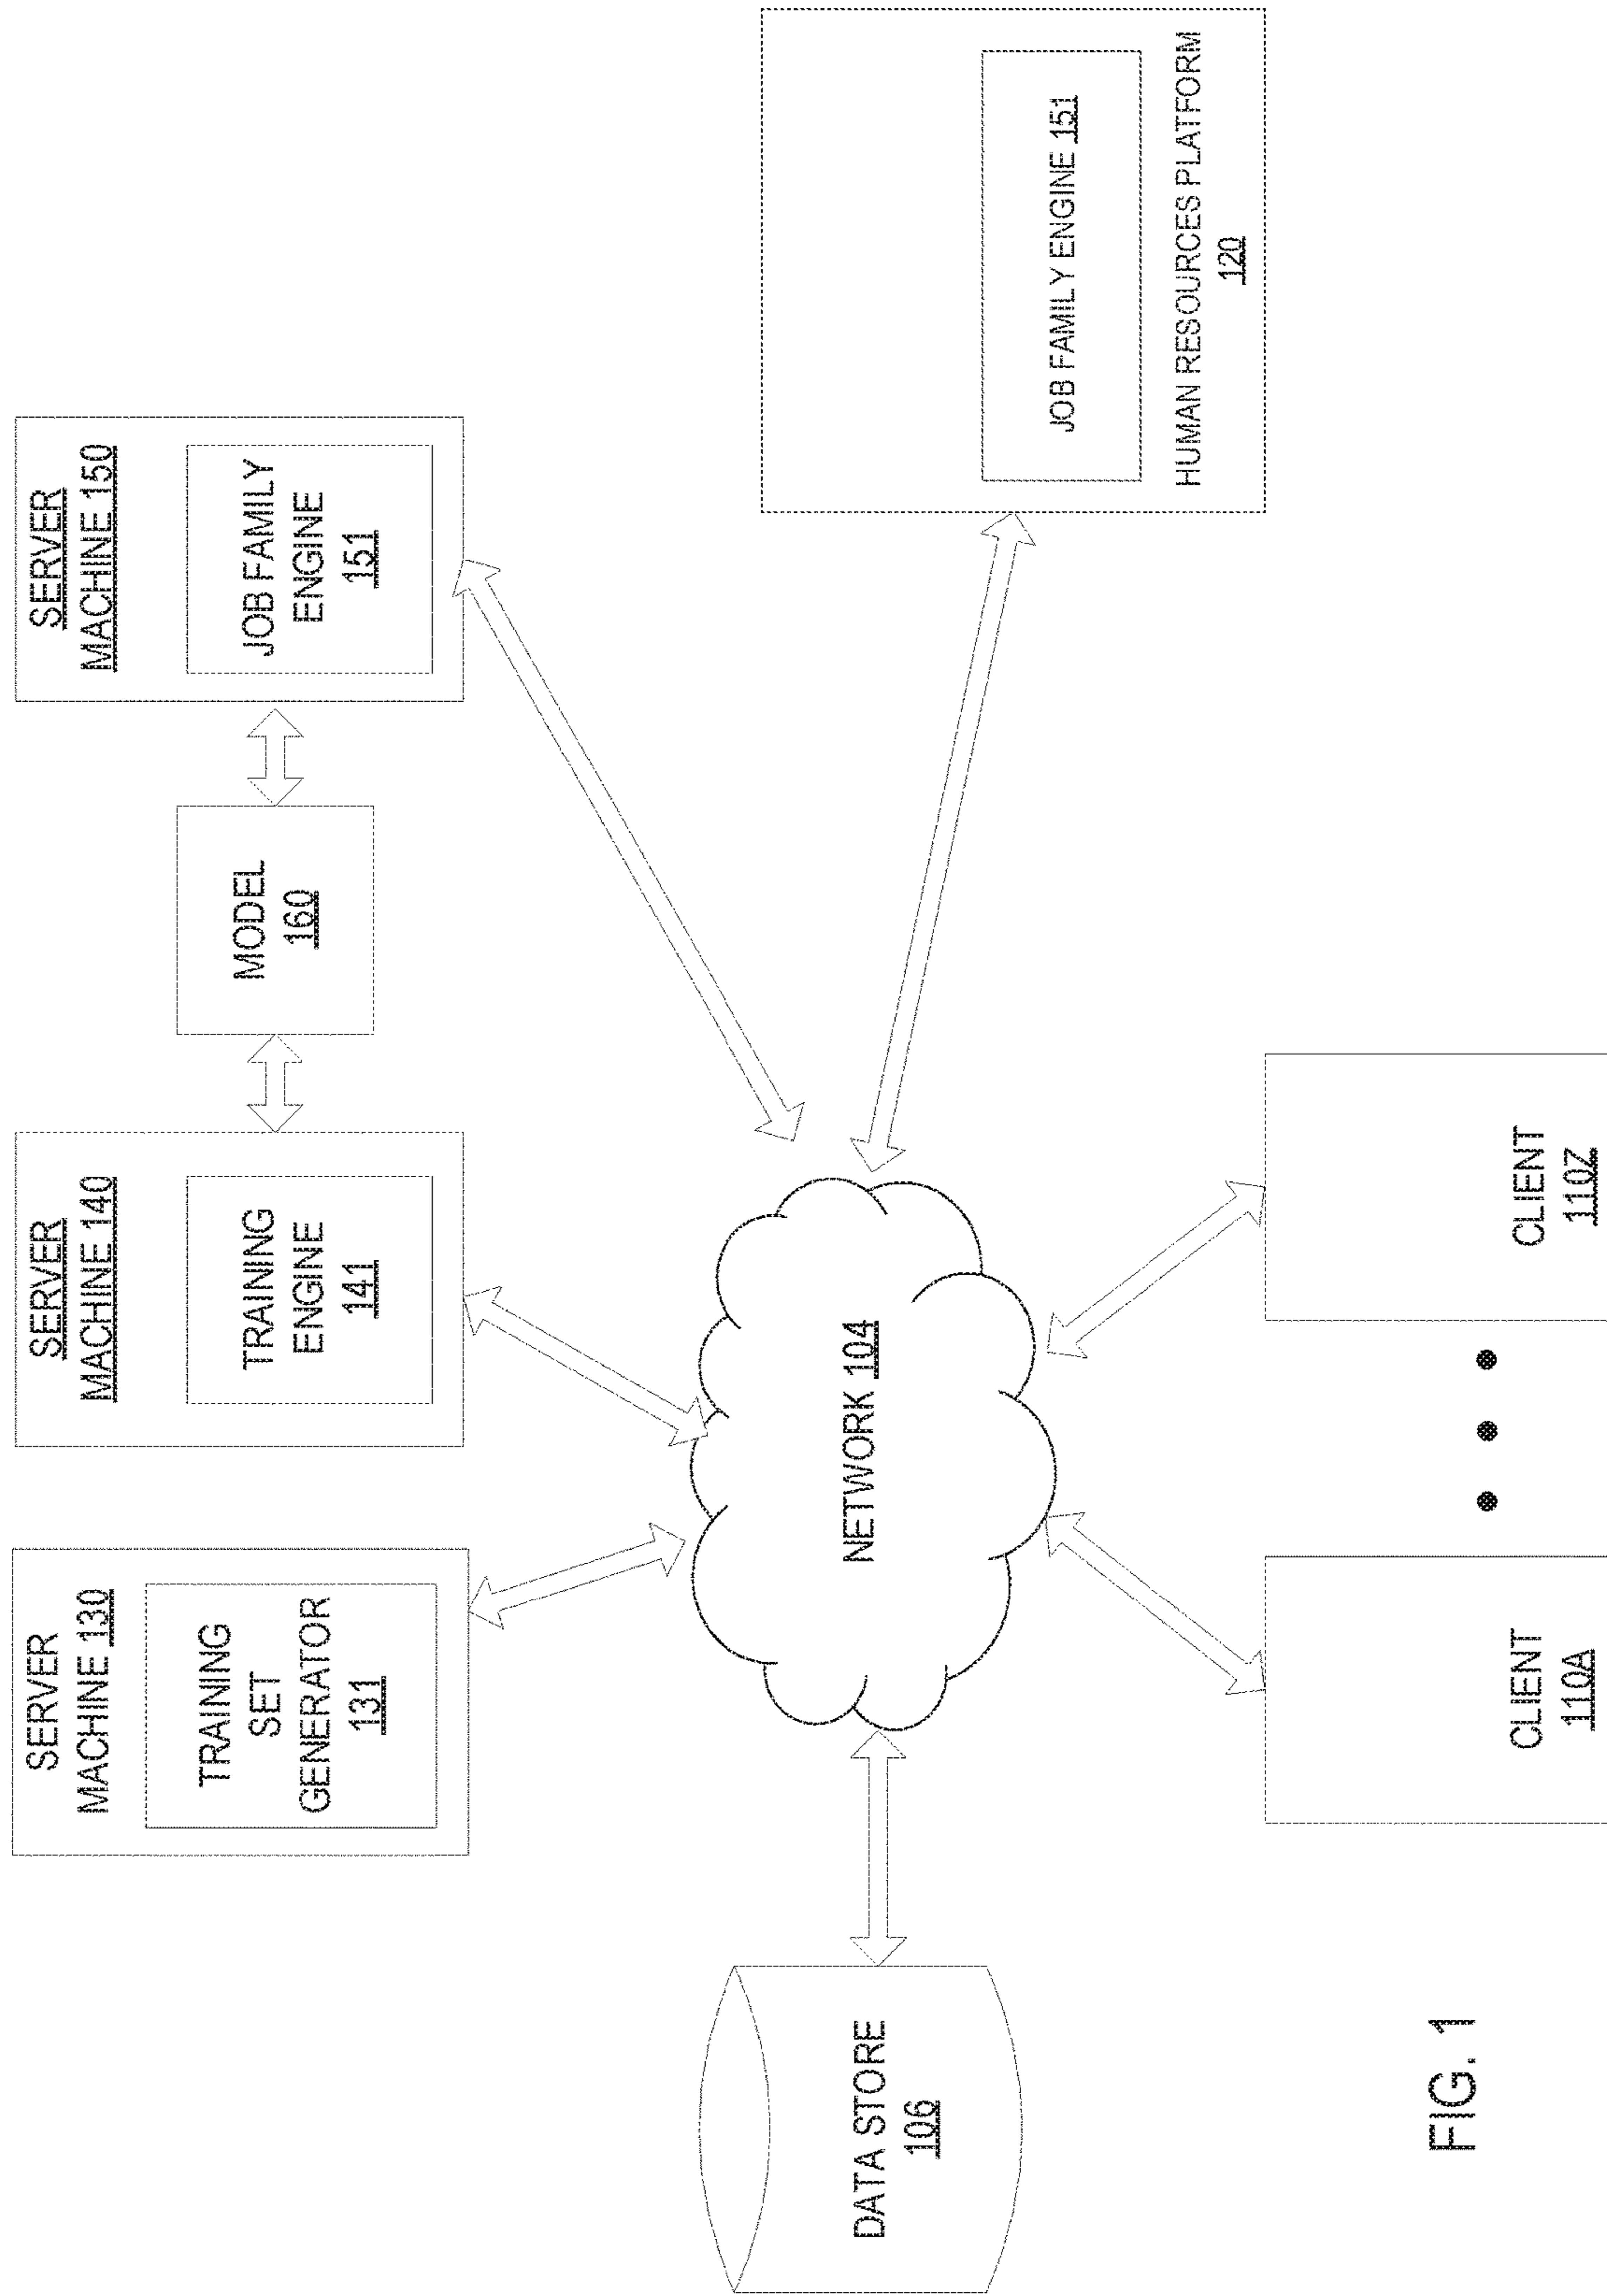 SERVER
MACHINE 130
TRAINING
SET
GENERATOR
131
SERVER
MACHINE 140
TRAINING
ENGINE
141
MODEL
160
SERVER
MACHINE 150
JOB FAMILY
ENGINE
151
DATA STORE
106
NETWORK 104
JOB FAMILY ENGINE 151
HUMAN RESOURCES PLATFORM
120
CLIENT
110A
CLIENT
110Z
FIG. 1